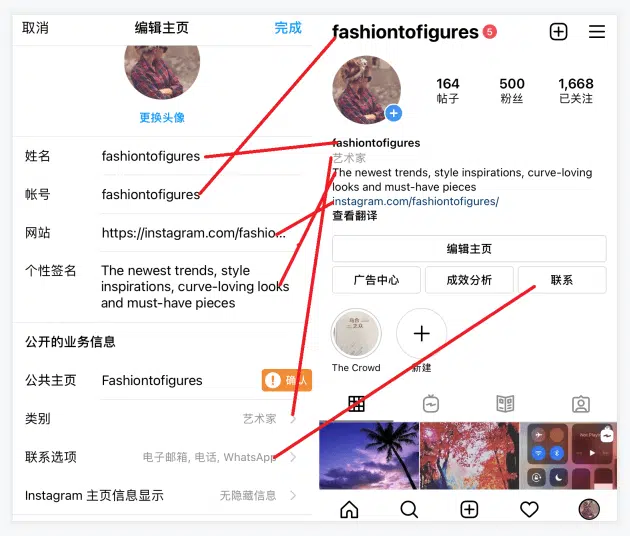 取消
编辑主页
完成
更换头像
姓名
fashiontofigures
帐号
fashiontofigures
网站
https://instagram.com/fashio...
个性签名
The newest trends, style
inspirations, curve-loving looks
and must-have pieces
公开的业务信息
公共主页
Fashiontofigures
确认
类别
艺术家
联系选项
电子邮箱, 电话, WhatsApp
Instagram 主页信息显示
无隐藏信息
fashiontofigures
5
164
帖子
500
粉丝
1,668
已关注
fashiontofigures
艺术家
The newest trends, style inspirations, curve-loving
looks and must-have pieces
instagram.com/fashiontofigures/
查看翻译
编辑主页
广告中心
成效分析
联系
The Crowd
新建